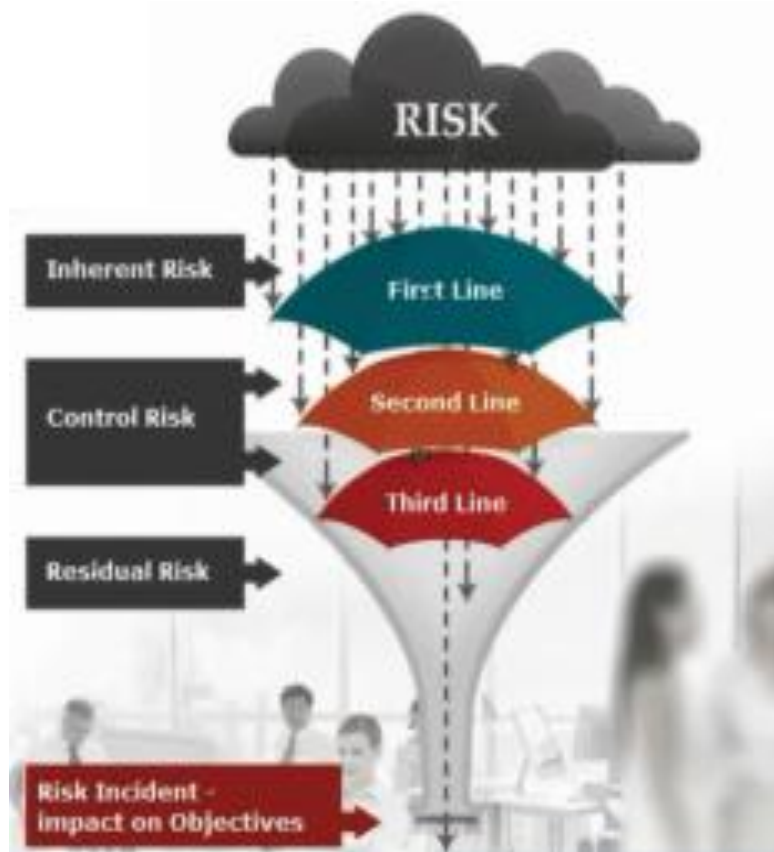 RISK
Inherent Risk
First Line
Control Risk
Second Line
Third Line
Residual Risk
Risk Incident -
impact on Objectives